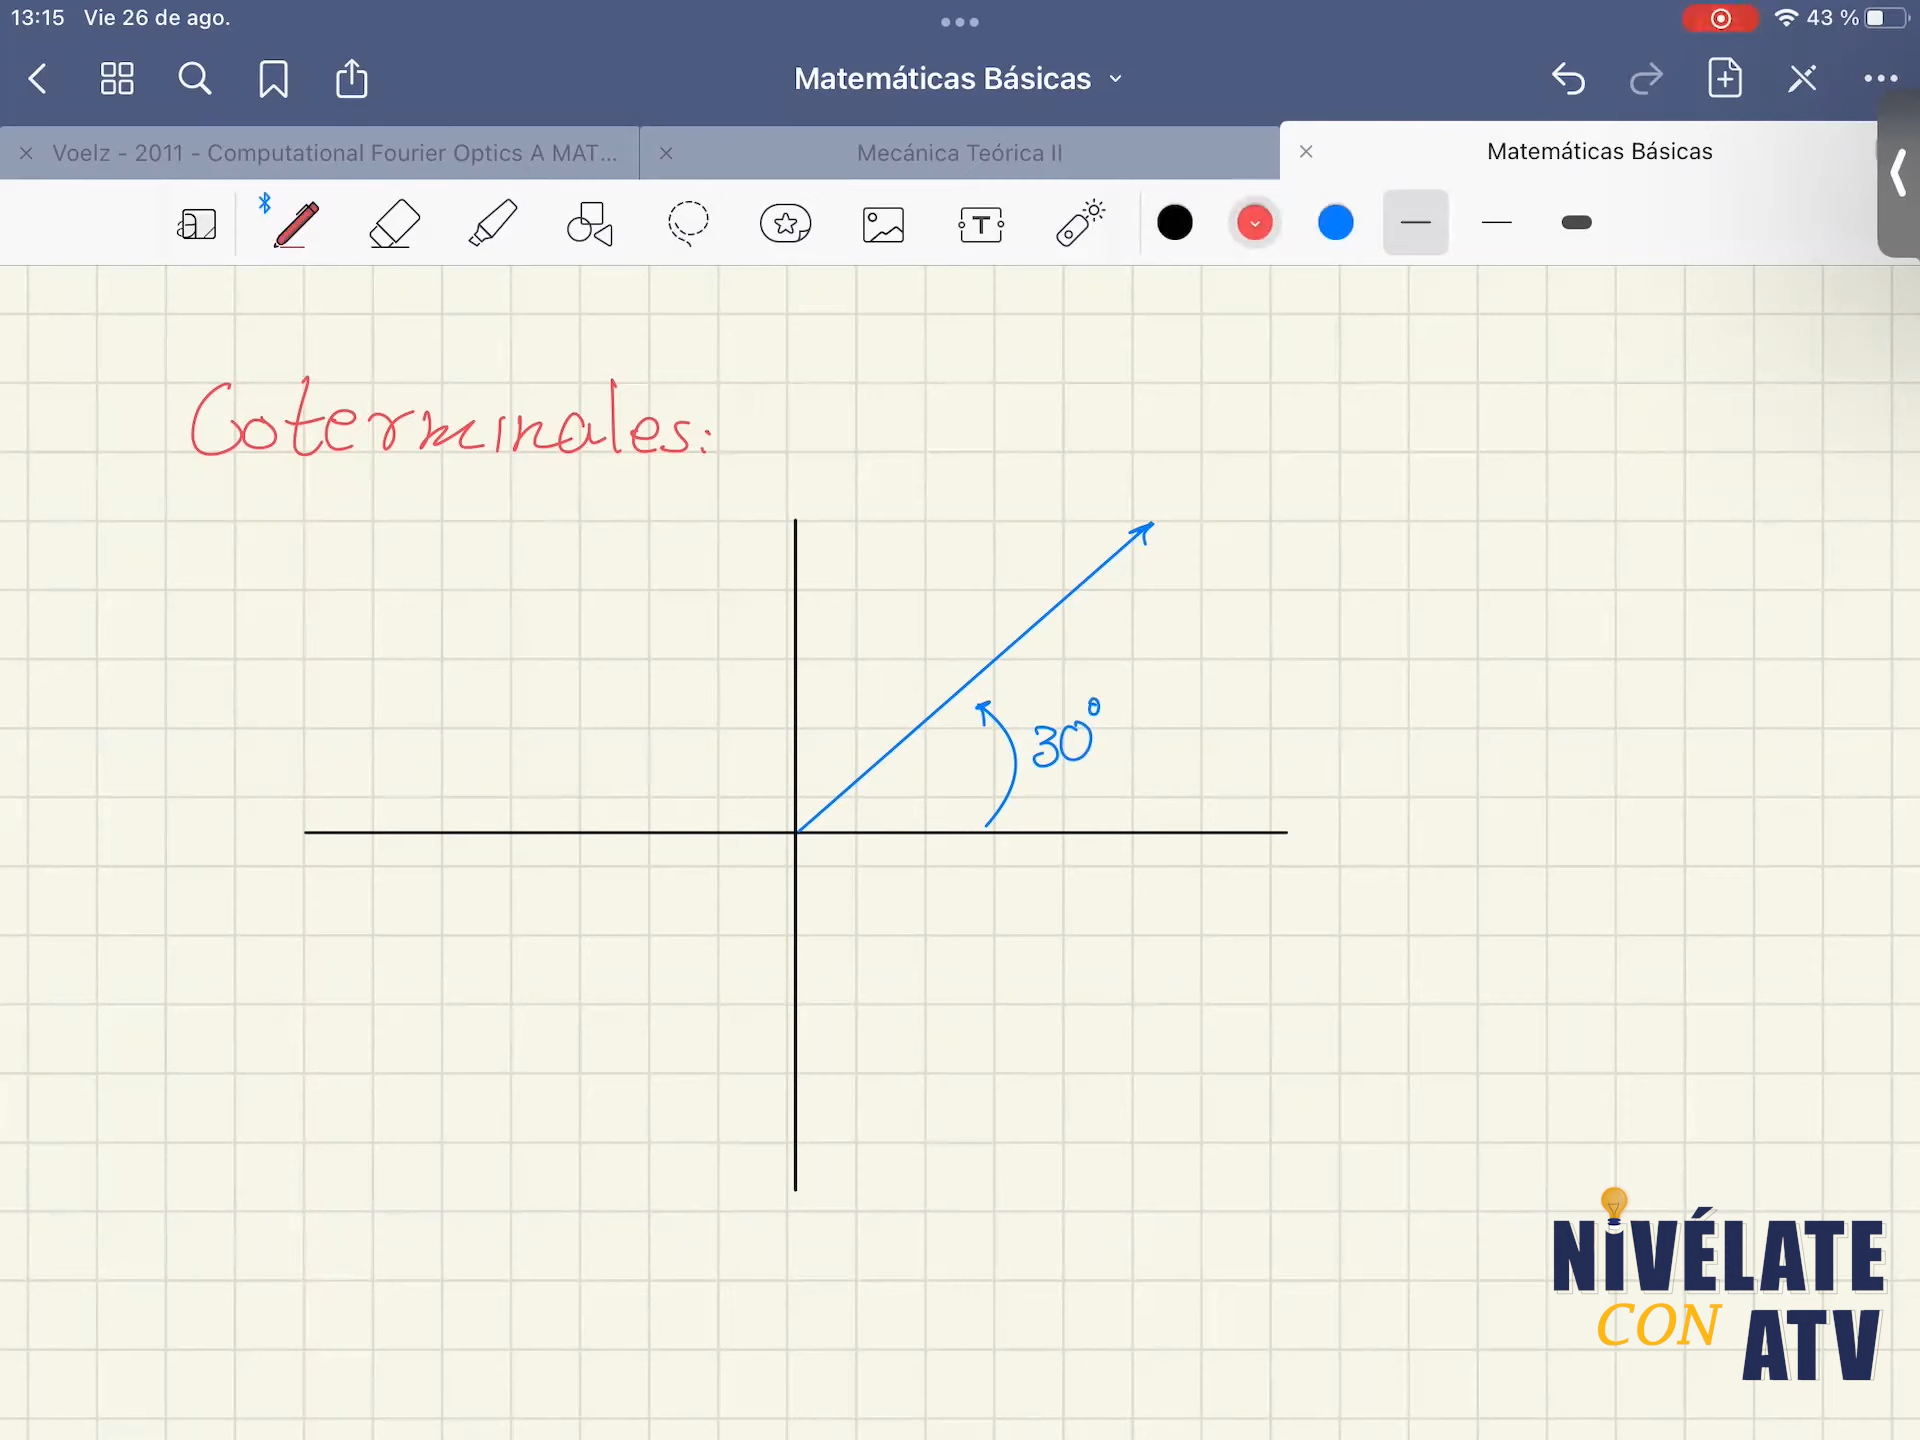 13:15 Vie 26 de ago.
43 %
Matemáticas Básicas
Voelz - 2011 - Computational Fourier Optics A MAT...
Mecánica Teórica II
Matemáticas Básicas
Coterminales:
30°
NIVÉLATE
CON
ATV